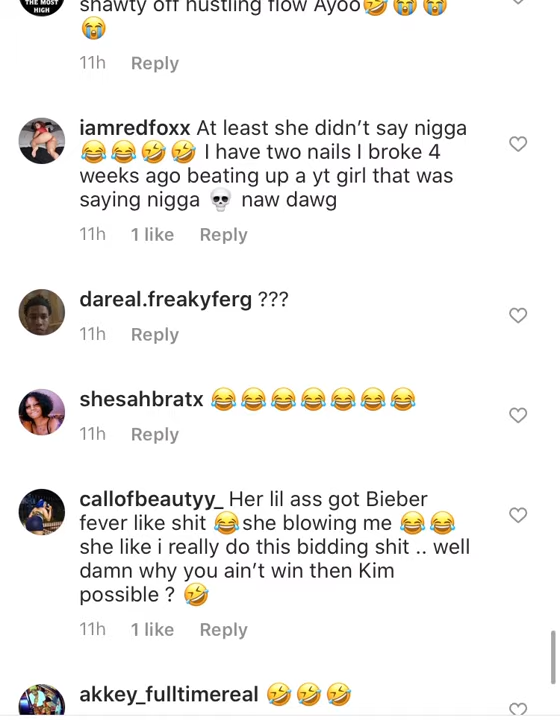 THE MOST
HIGH
shawty off hustling flow Ayoo🤣😭😭
😭
11h Reply
iamredfoxx At least she didn’t say nigga
😂😂🤣🤣 I have two nails I broke 4
weeks ago beating up a yt girl that was
saying nigga 💀 naw dawg
11h 1 like Reply
dareal.freakyferg ???
11h Reply
shesahbratx 😂😂😂😂😂😂😂
11h Reply
callofbeautyy_ Her lil ass got Bieber
fever like shit 😂she blowing me 😂😂
she like i really do this bidding shit .. well
damn why you ain’t win then Kim
possible ? 🤣
11h 1 like Reply
akkey_fulltimereal 🤣🤣🤣